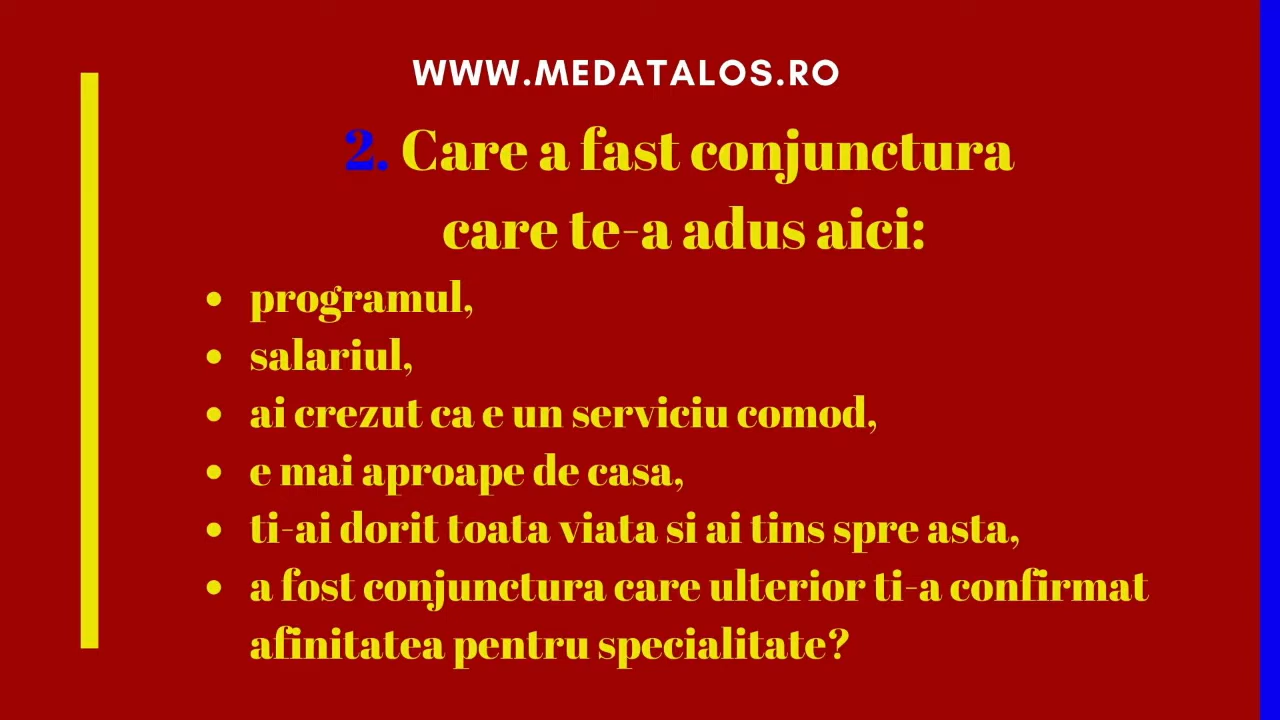 WWW.MEDATALOS.RO
2. Care a fast conjunctura
care te-a adus aici:
• programul,
• salariul,
• ai crezut ca e un serviciu comod,
• e mai aproape de casa,
• ti-ai dorit toata viata si ai tins spre asta,
• a fost conjunctura care ulterior ti-a confirmat
afinitatea pentru specialitate?